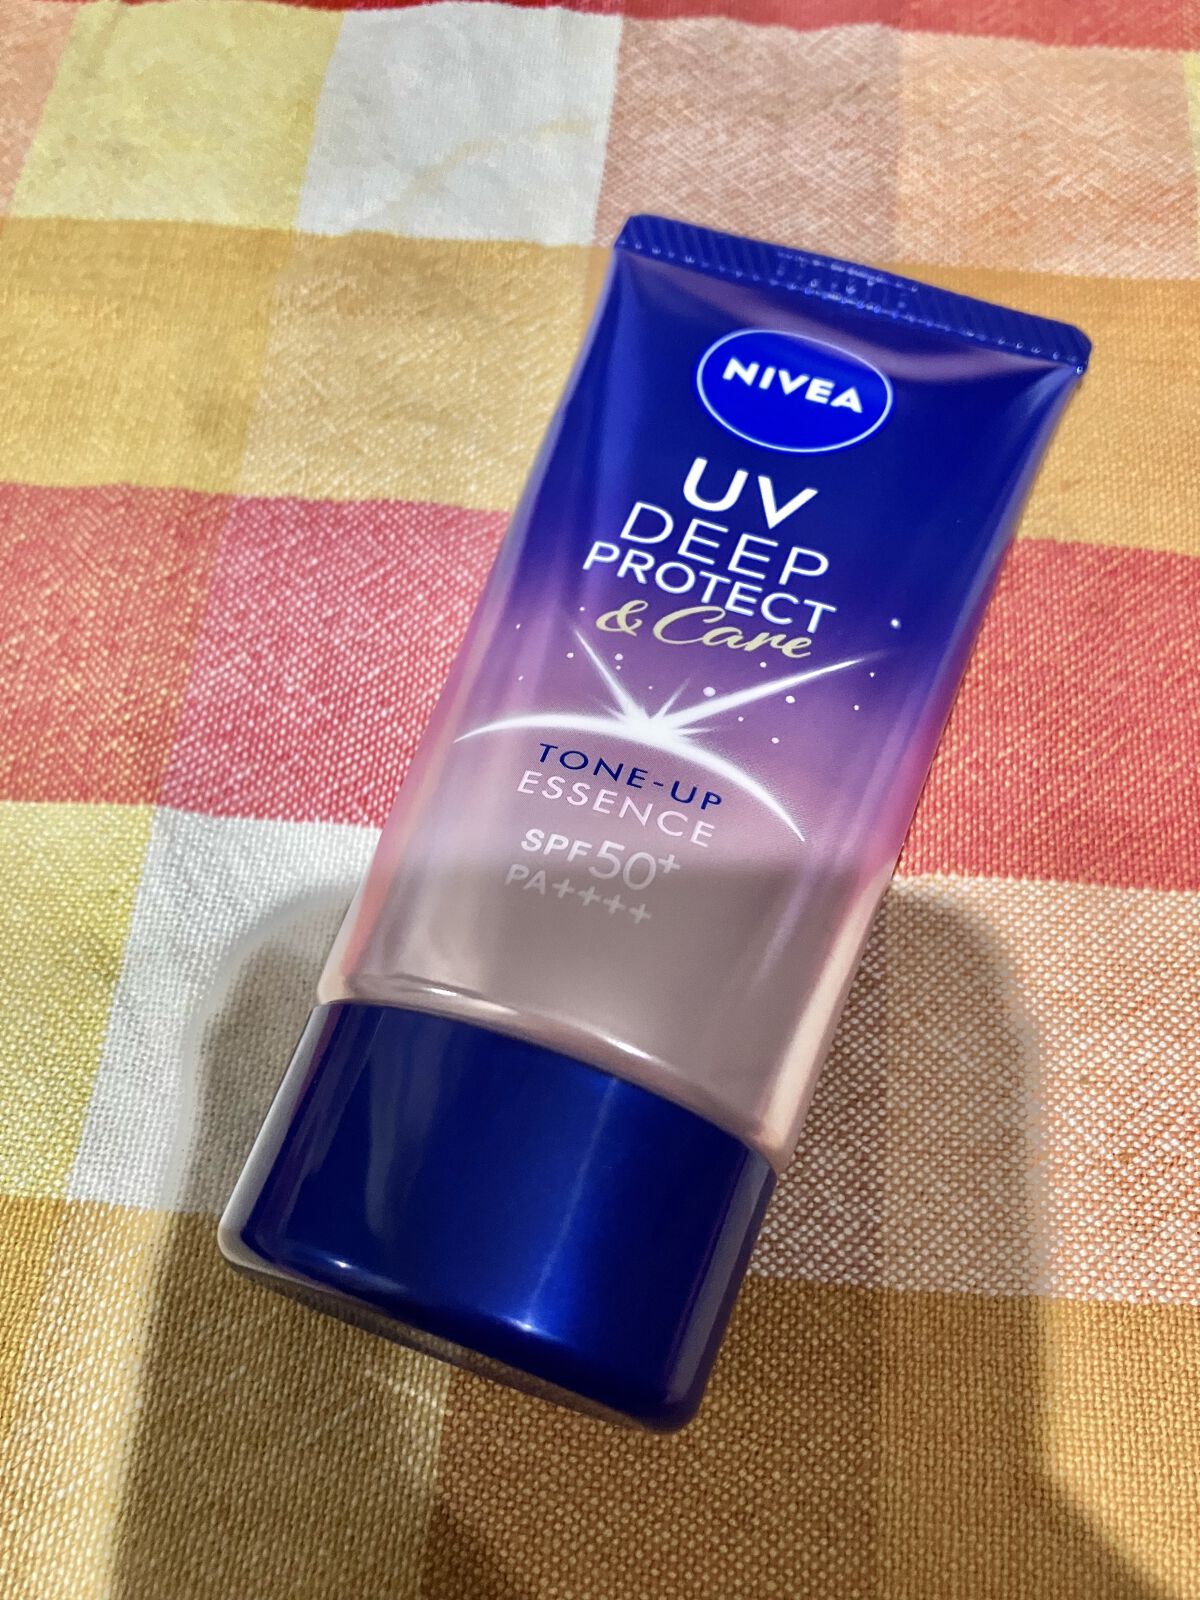 NIVEA
UV
DEEP
PROTECT
& Care
TONE-UP
ESSENCE
SPF50+
PA++++